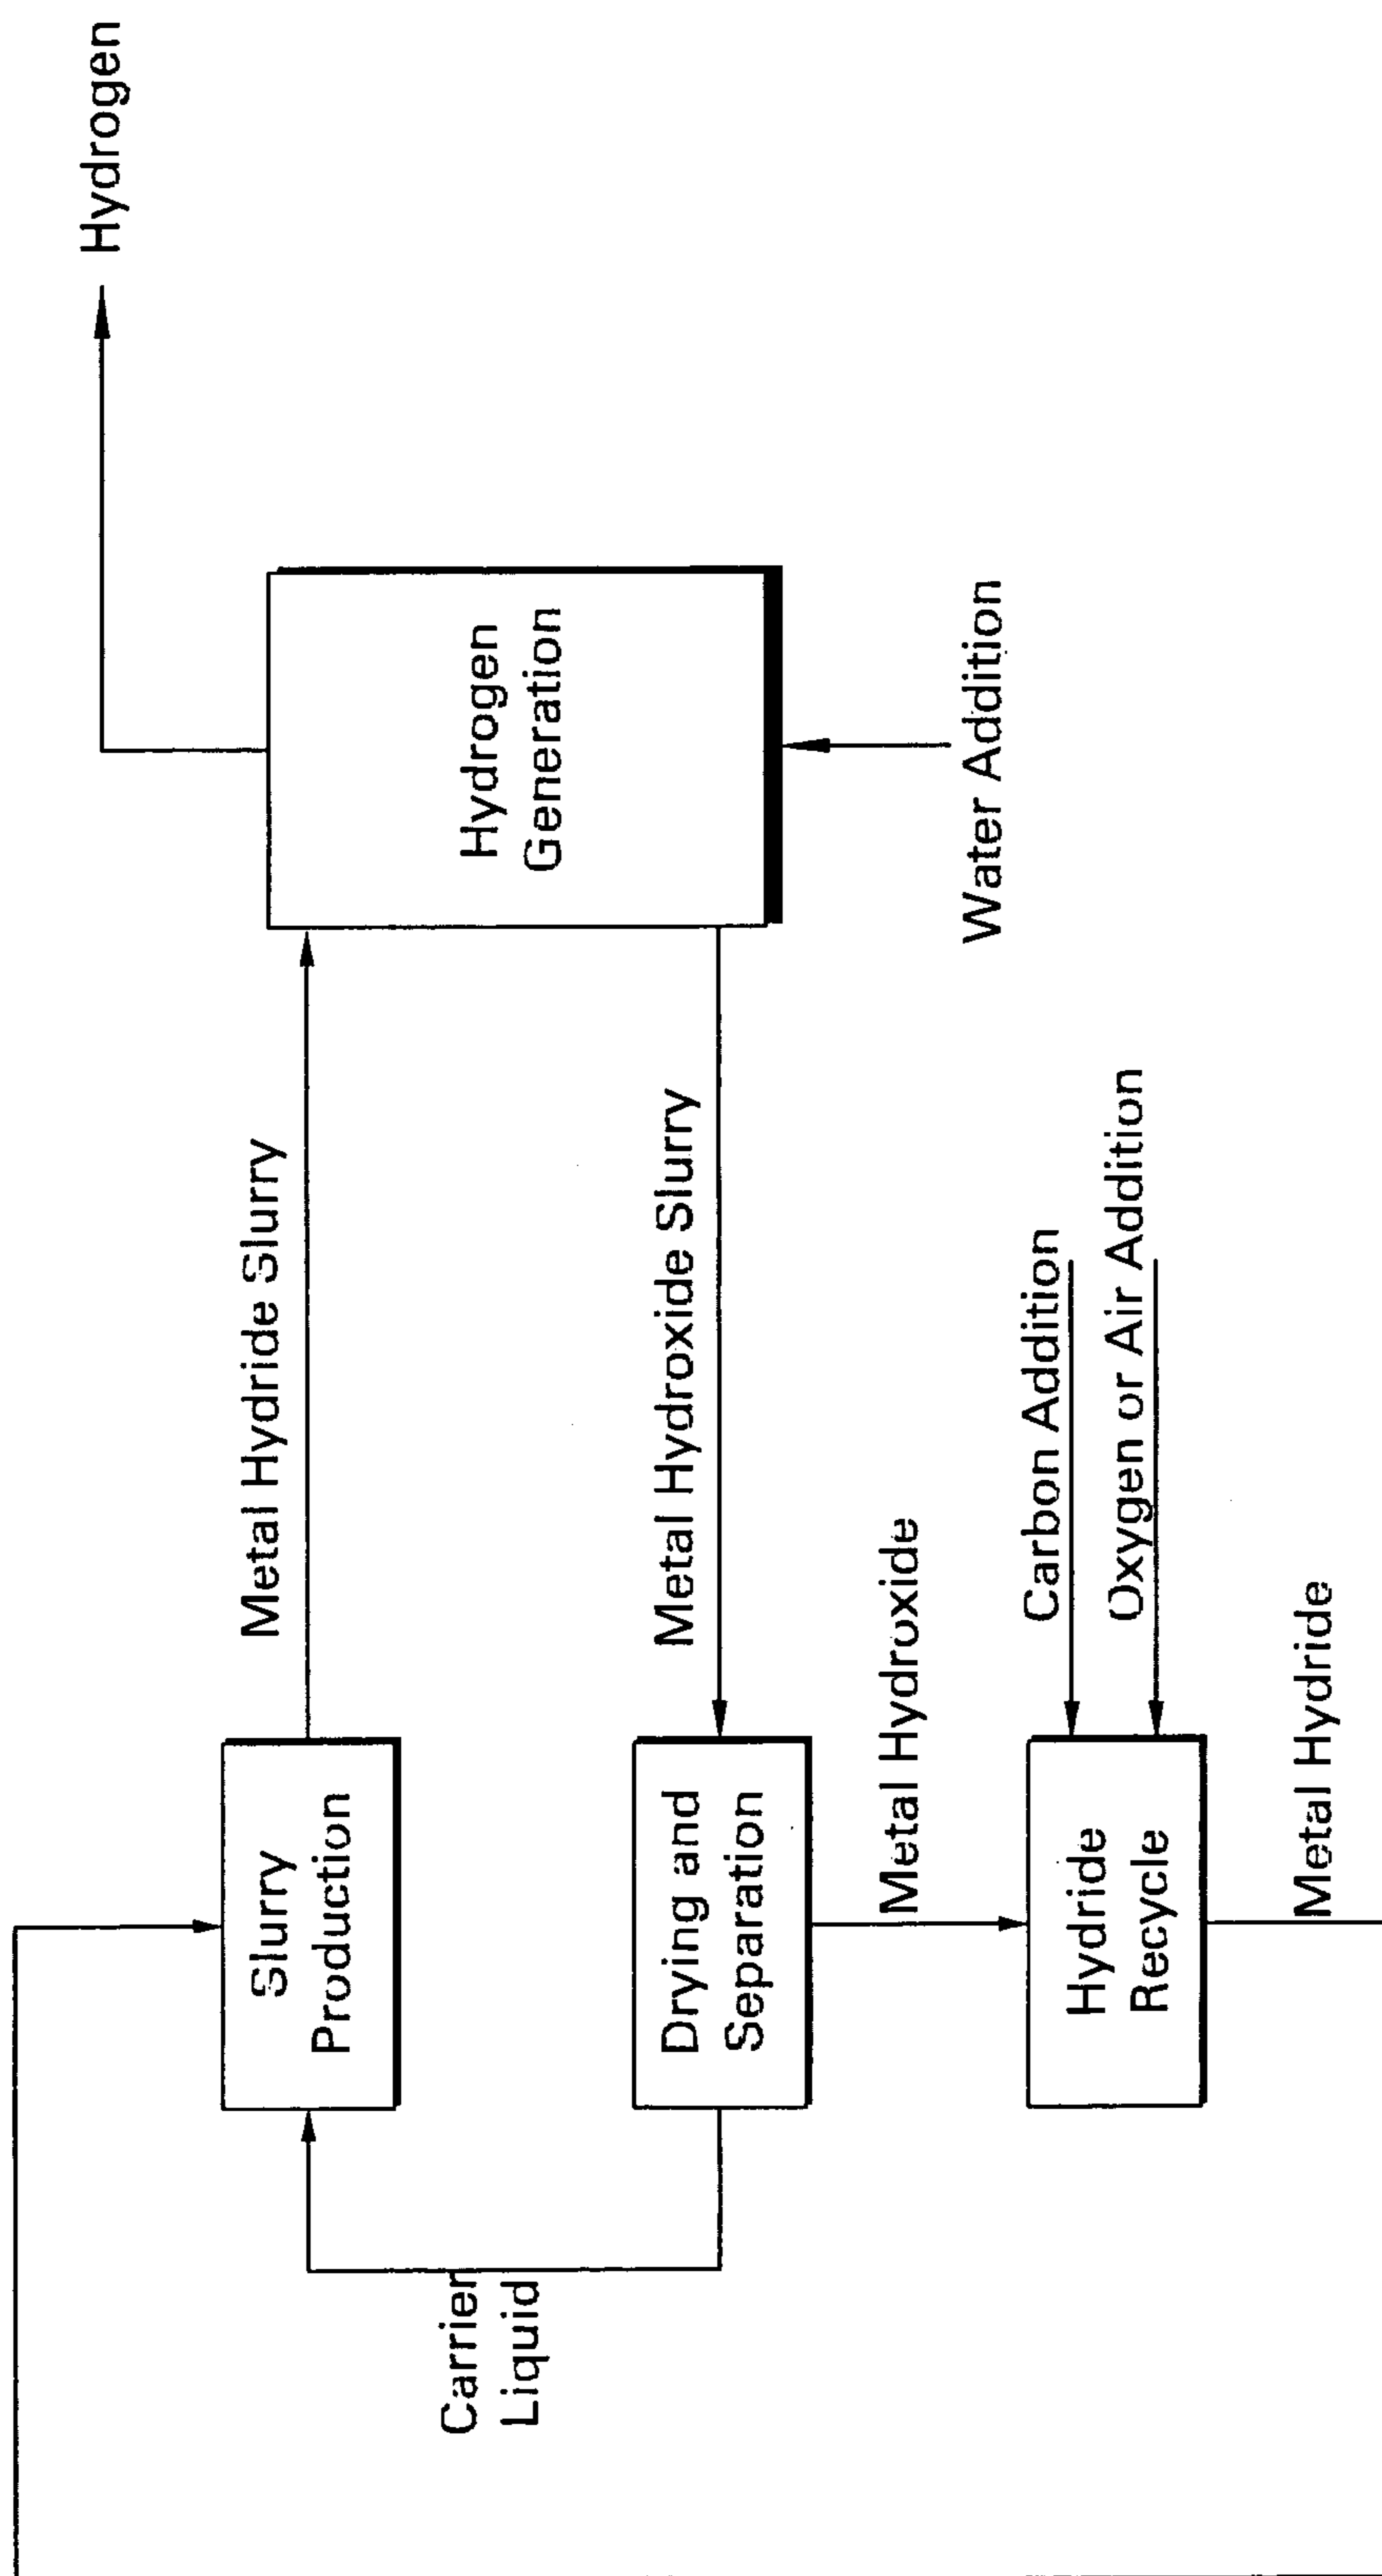 Hydrogen
Metal Hydride Slurry
Slurry
Production
Hydrogen
Generation
Carrier
Liquid
Metal Hydroxide Slurry
Drying and
Separation
Water Addition
Metal Hydroxide
Carbon Addition
Oxygen or Air Addition
Hydride
Recycle
Metal Hydride